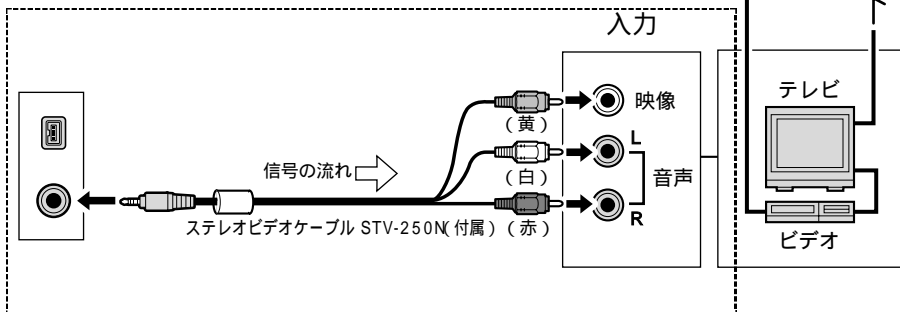 入力
テレビ
映像
（黄）
L
信号の流れ
（白）
音声
R
ステレオビデオケーブル STV-250N(付属)
（赤）
ビデオ